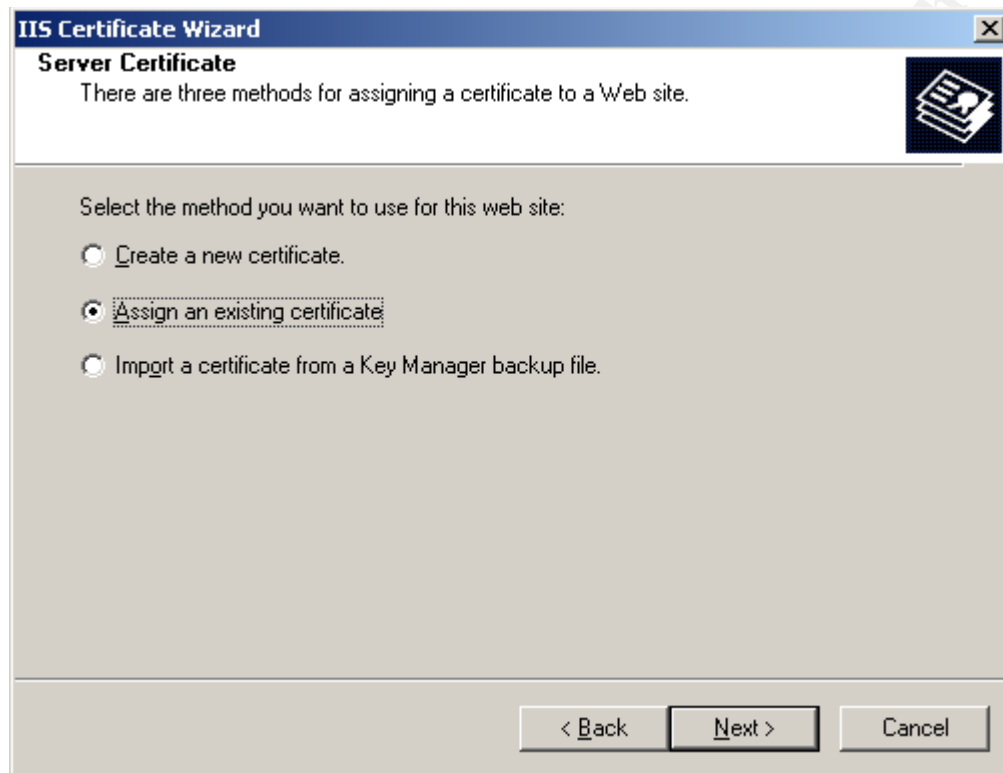 IIS Certificate Wizard
Server Certificate
There are three methods for assigning a certificate to a Web site.
Select the method you want to use for this web site:
Create a new certificate.
Assign an existing certificate
Import a certificate from a Key Manager backup file.
< Back Next > Cancel